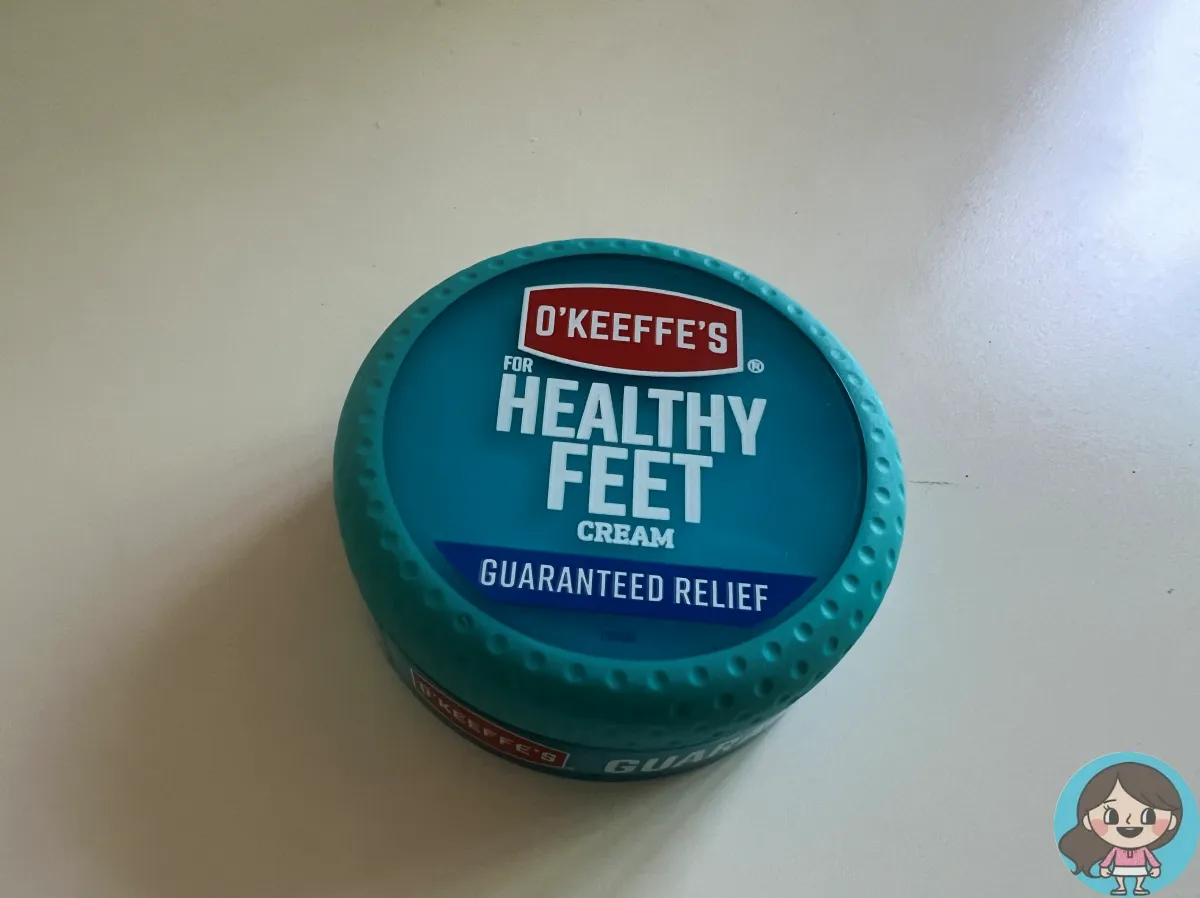 O'KEEFFE'S
®
FOR
HEALTHY
FEET
CREAM
GUARANTEED RELIEF
O'KEEFFE'S